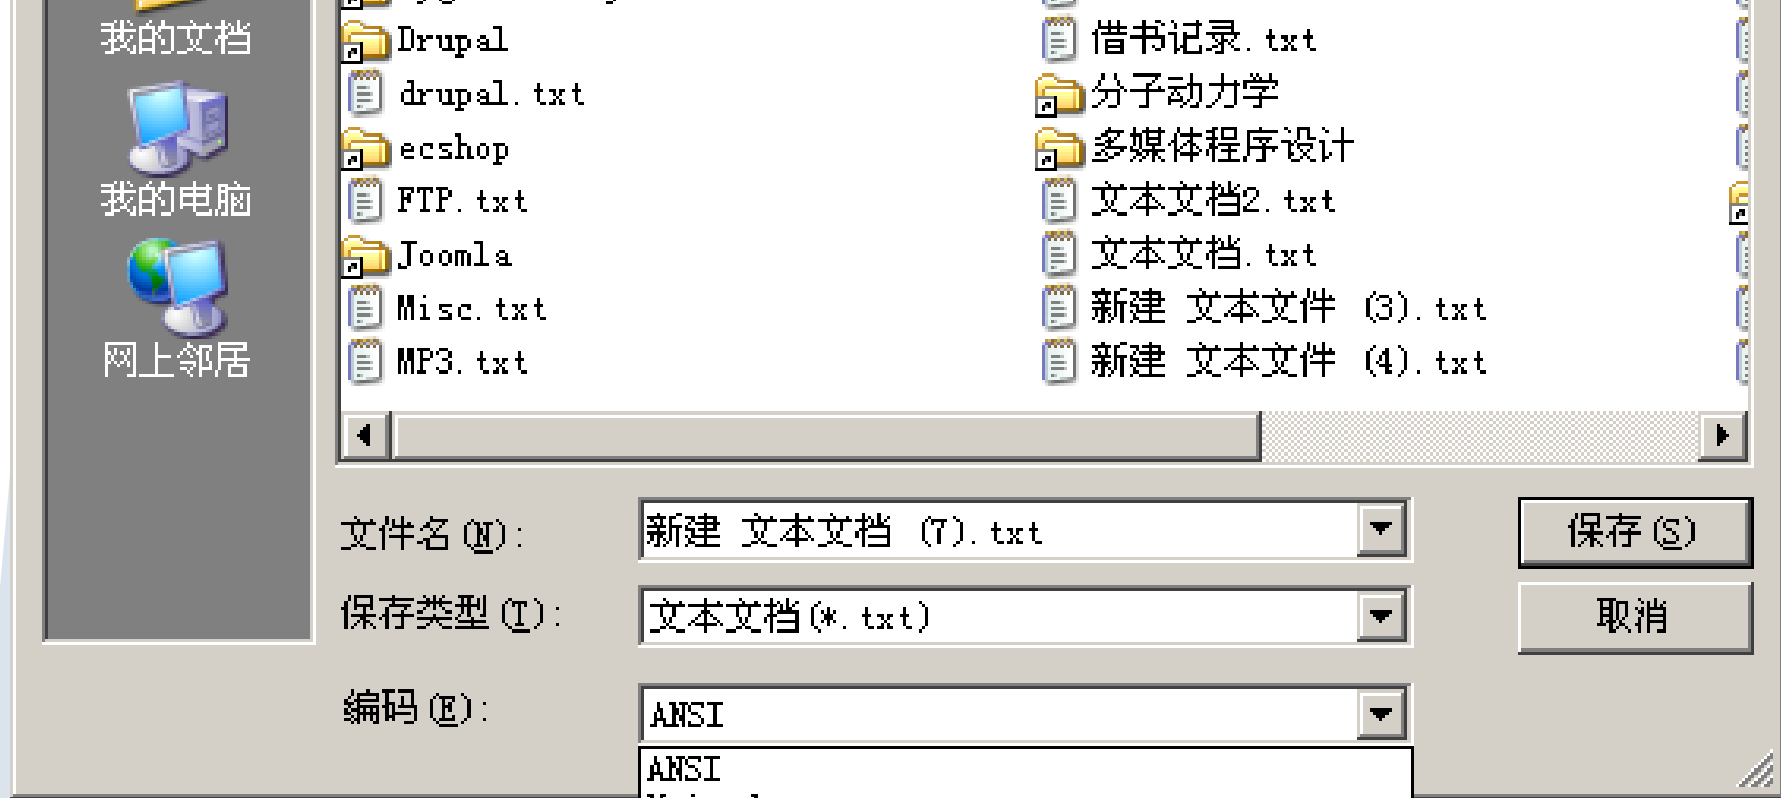 我的文档
我的电脑
网上邻居
Drupal
drupal.txt
ecshop
FTP.txt
Joomla
Misc.txt
MP3.txt
借书记录.txt
分子动力学
多媒体程序设计
文本文档2.txt
文本文档.txt
新建 文本文件 (3).txt
新建 文本文件 (4).txt
文件名(N): 新建 文本文档 (7).txt 保存(S)
保存类型(T): 文本文档(*.txt) 取消
编码(E): ANSI
ANSI